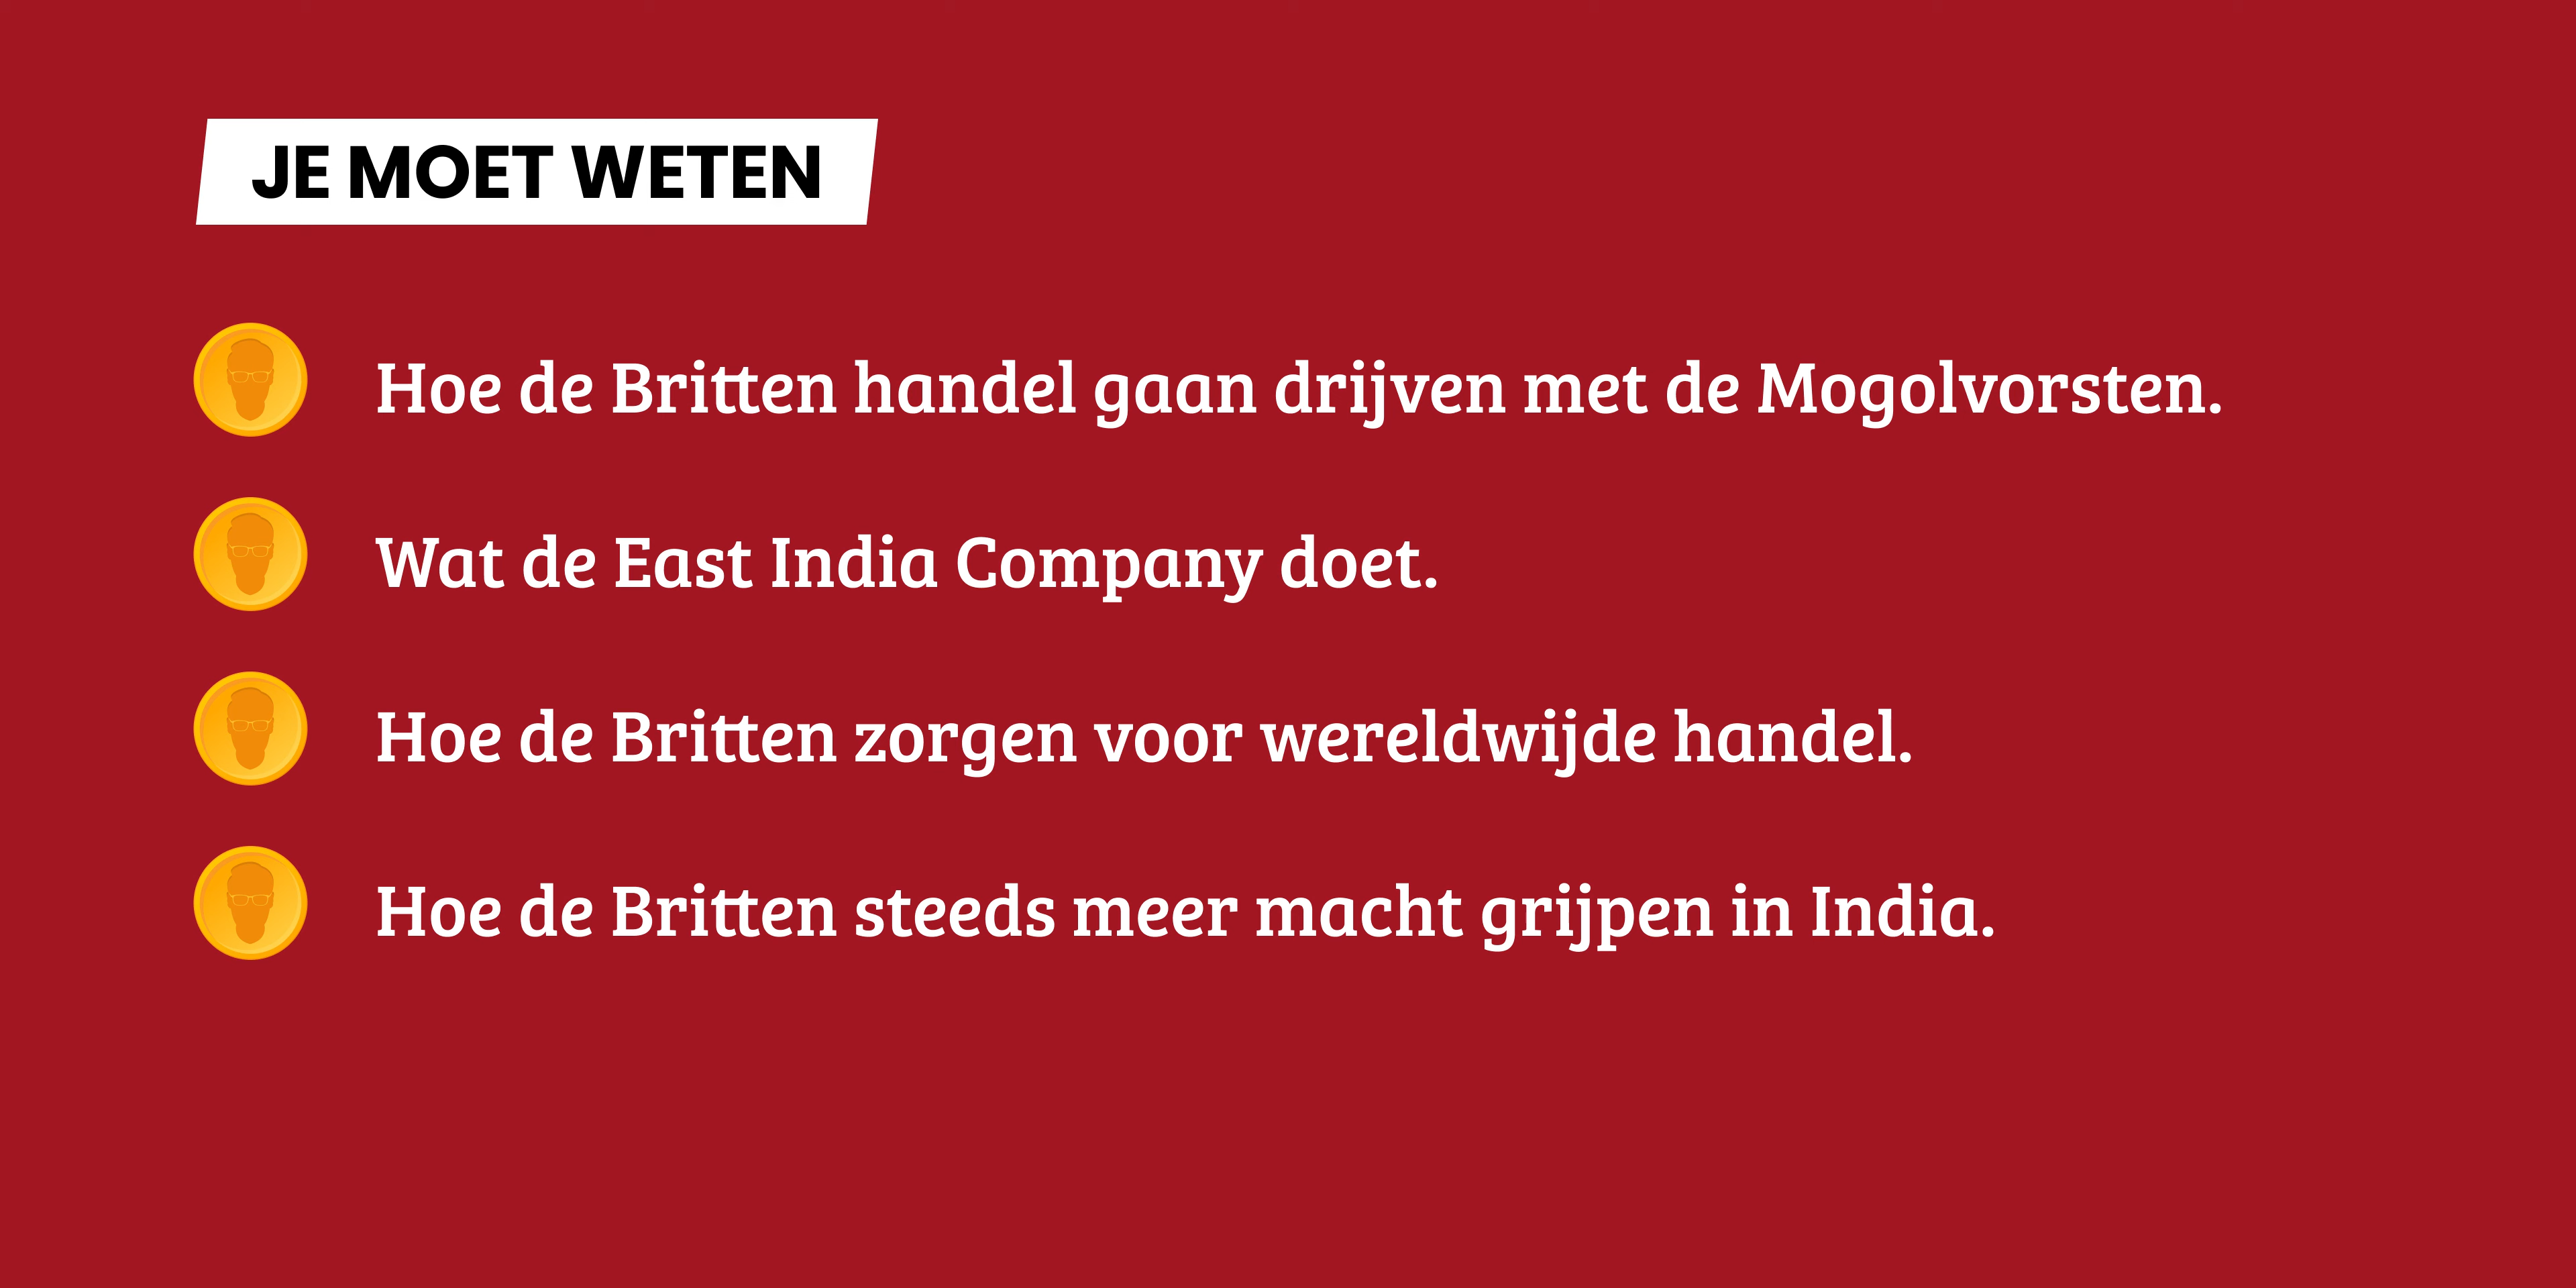 JE MOET WETEN
Hoe de Britten handel gaan drijven met de Mogolvorsten.
Wat de East India Company doet.
Hoe de Britten zorgen voor wereldwijde handel.
Hoe de Britten steeds meer macht grijpen in India.